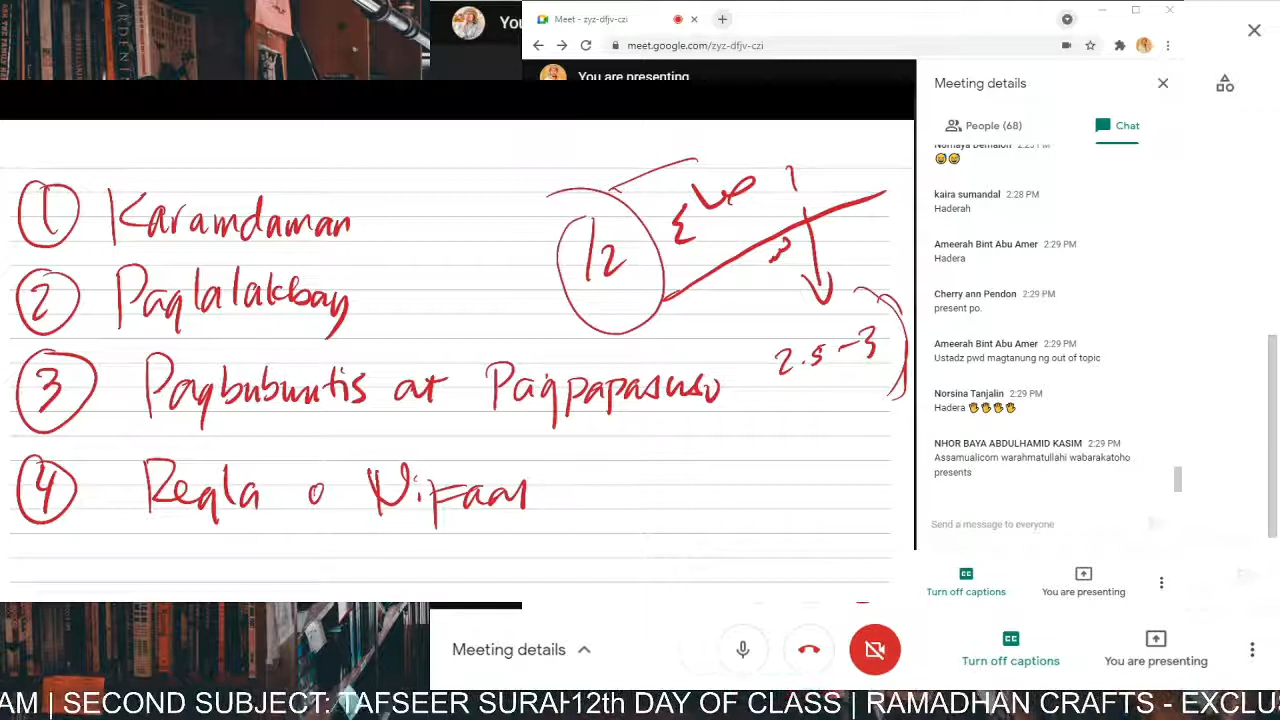 You
Meet - zyz-dfjv-czi
meet.google.com/zyz-dfjv-czi
You are presenting
Meeting details
People (68)
Chat
😅😅
kaira sumandal 2:28 PM
Haderah
Ameerah Bint Abu Amer 2:29 PM
Hadera
Cherry ann Pendon 2:29 PM
present po.
Ameerah Bint Abu Amer 2:29 PM
Ustadz pwd magtanung ng out of topic
Norsina Tanjalin 2:29 PM
Hadera 👋👋👋👋
NHOR BAYA ABDULHAMID KASIM 2:29 PM
Assamualicom warahmatullahi wabarakatoho
presents
Send a message to everyone
Turn off captions
You are presenting
1 Karamdaman
2 Paglalakbay
3 Pagbubuntis at Pagpapasuso
4 Regla o Nifaas
12
2.5 - 3
Meeting details
Turn off captions
You are presenting
AM | SECOND SUBJECT: TAFSEER SURAH 12th DAY OF CLASS | RAMADHAN CRAFTS - EXCLUS